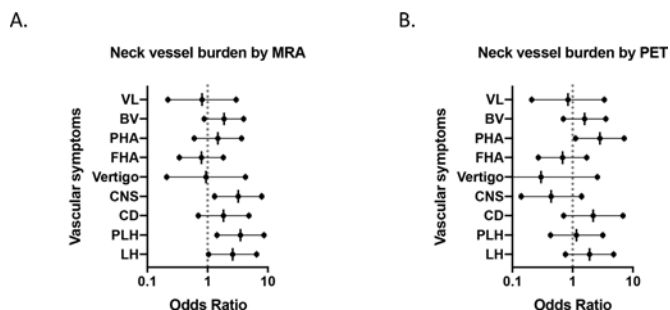 A.
Neck vessel burden by MRA
Vascular symptoms
VL
BV
PHA
FHA
Vertigo
CNS
CD
PLH
LH
0.1
1
10
Odds Ratio
B.
Neck vessel burden by PET
Vascular symptoms
VL
BV
PHA
FHA
Vertigo
CNS
CD
PLH
LH
0.1
1
10
Odds Ratio